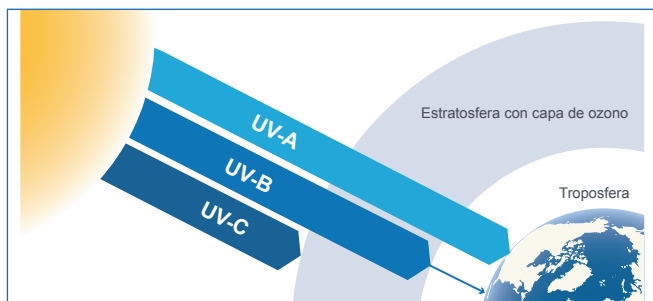 UV-A
UV-B
UV-C
Estratosfera con capa de ozono
Troposfera